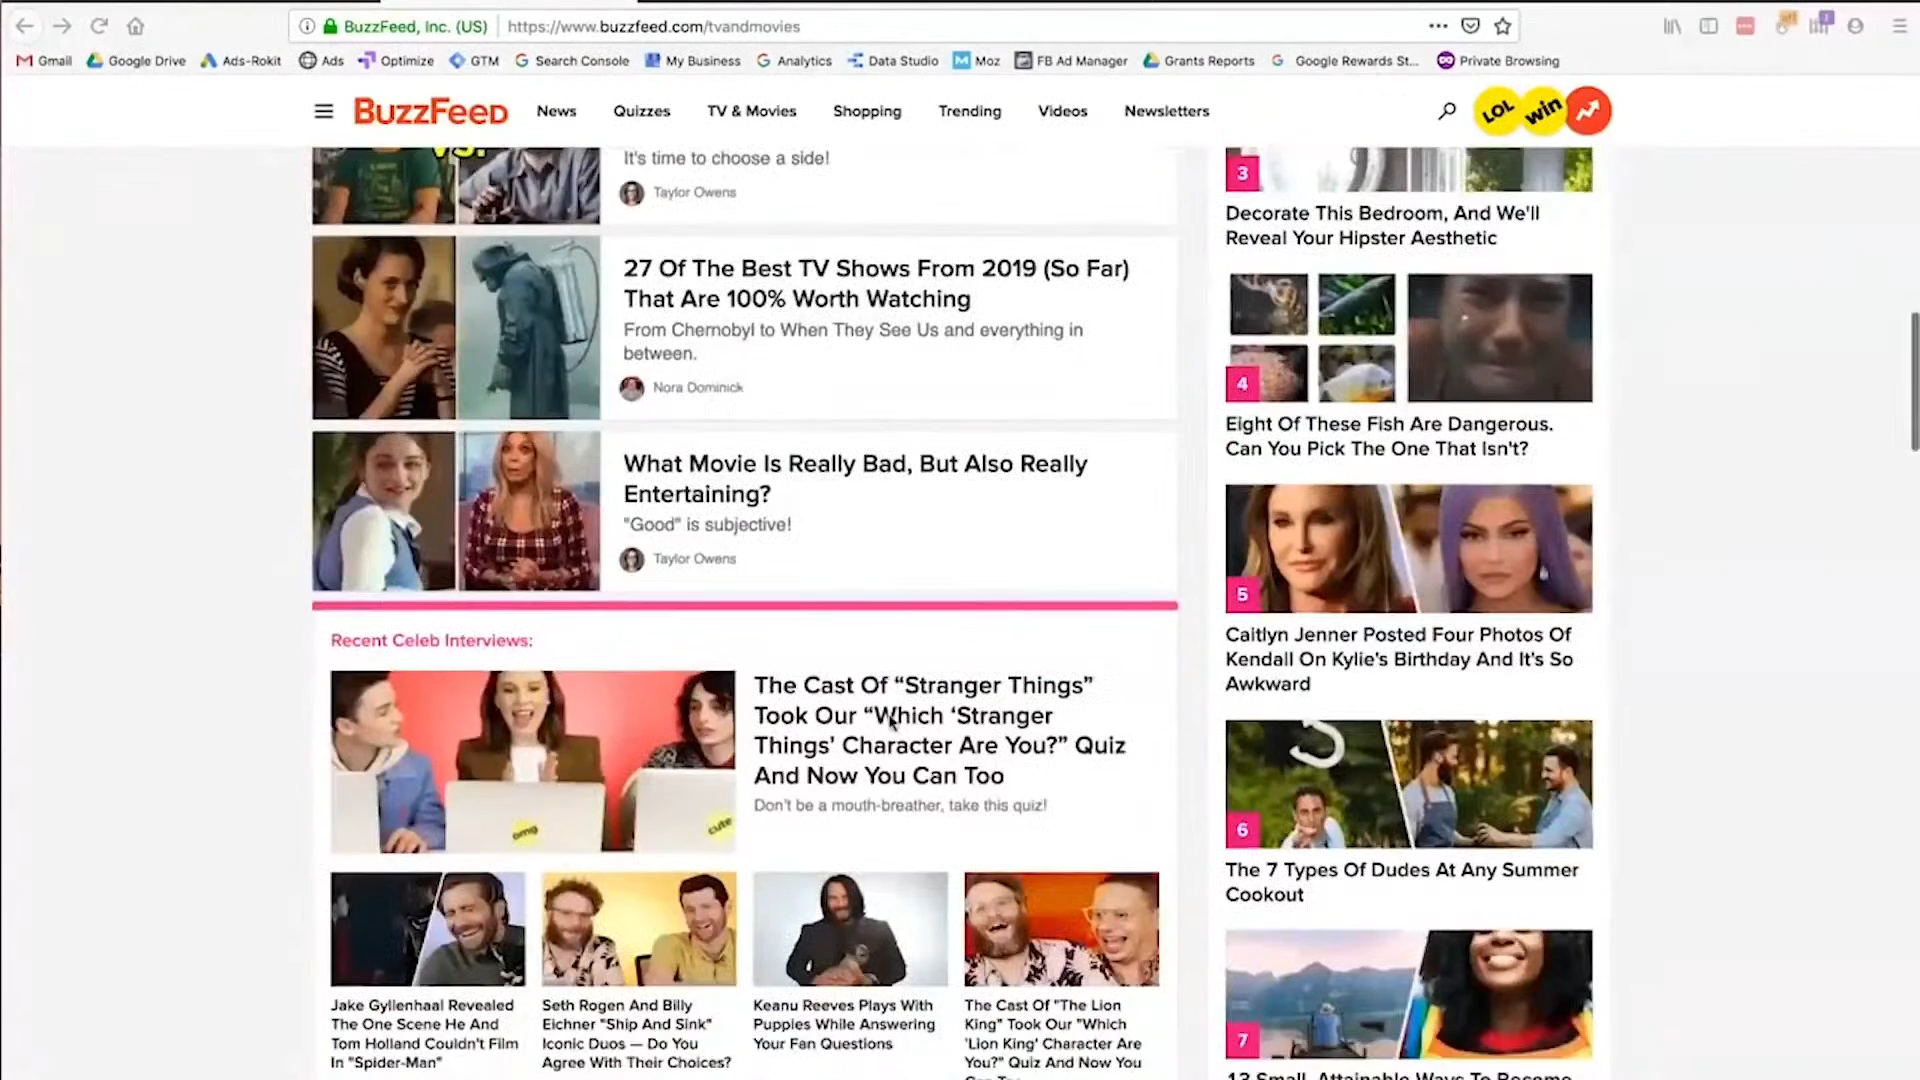 BuzzFeed, Inc. (US)
https://www.buzzfeed.com/tvandmovies
Gmail
Google Drive
Ads-Rokit
Ads
Optimize
GTM
Search Console
My Business
Analytics
Data Studio
Moz
FB Ad Manager
Grants Reports
Google Rewards St...
Private Browsing
BuzzFeed
News
Quizzes
TV & Movies
Shopping
Trending
Videos
Newsletters
LOL
win
It's time to choose a side!
Taylor Owens
27 Of The Best TV Shows From 2019 (So Far)
That Are 100% Worth Watching
From Chernobyl to When They See Us and everything in
between.
Nora Dominick
What Movie Is Really Bad, But Also Really
Entertaining?
"Good" is subjective!
Taylor Owens
Recent Celeb Interviews:
omg
cute
The Cast Of “Stranger Things”
Took Our “Which ‘Stranger
Things’ Character Are You?” Quiz
And Now You Can Too
Don't be a mouth-breather, take this quiz!
Jake Gyllenhaal Revealed
The One Scene He And
Tom Holland Couldn't Film
In "Spider-Man"
Seth Rogen And Billy
Eichner "Ship And Sink"
Iconic Duos — Do You
Agree With Their Choices?
Keanu Reeves Plays With
Puppies While Answering
Your Fan Questions
The Cast Of "The Lion
King" Took Our "Which
'Lion King' Character Are
You?" Quiz And Now You
3
Decorate This Bedroom, And We'll
Reveal Your Hipster Aesthetic
4
Eight Of These Fish Are Dangerous.
Can You Pick The One That Isn't?
5
Caitlyn Jenner Posted Four Photos Of
Kendall On Kylie's Birthday And It's So
Awkward
6
The 7 Types Of Dudes At Any Summer
Cookout
7